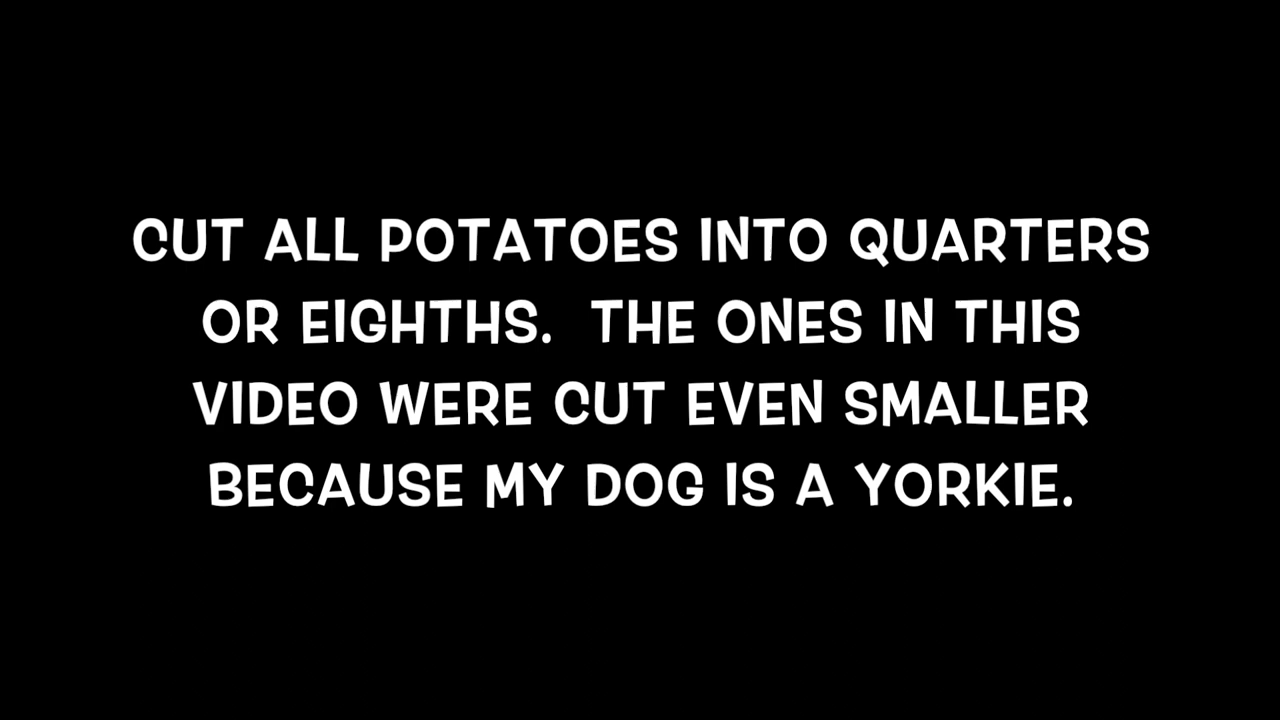 CUT ALL POTATOES INTO QUARTERS
OR EIGHTHS.  THE ONES IN THIS
VIDEO WERE CUT EVEN SMALLER
BECAUSE MY DOG IS A YORKIE.